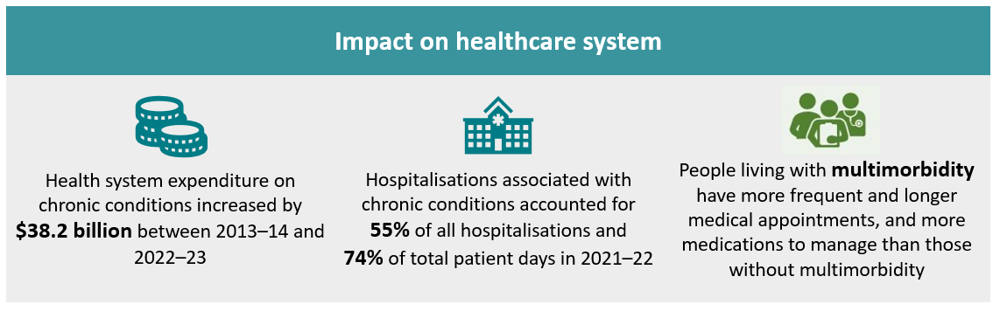 Impact on healthcare system
Health system expenditure on
chronic conditions increased by
$38.2 billion between 2013–14 and
2022–23
Hospitalisations associated with
chronic conditions accounted for
55% of all hospitalisations and
74% of total patient days in 2021–22
People living with multimorbidity
have more frequent and longer
medical appointments, and more
medications to manage than those
without multimorbidity